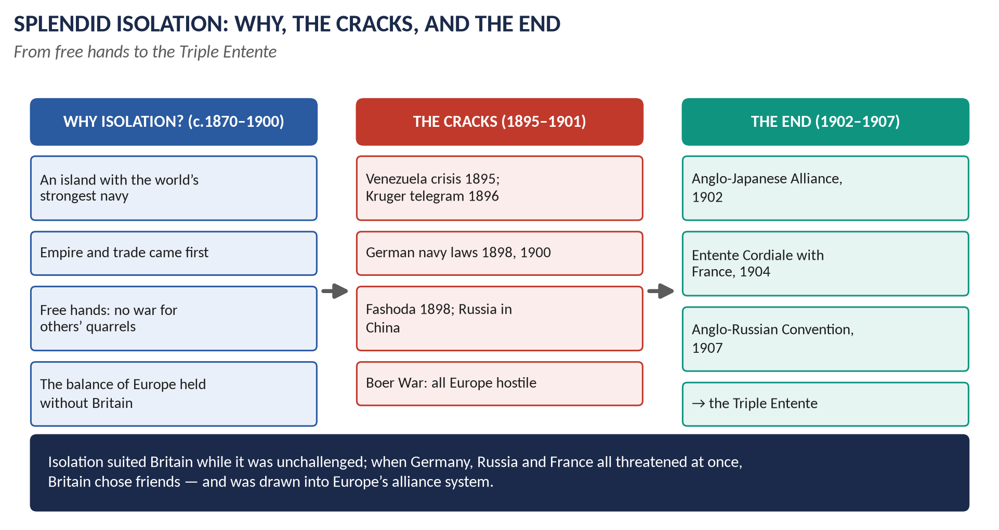 SPLENDID ISOLATION: WHY, THE CRACKS, AND THE END
From free hands to the Triple Entente
WHY ISOLATION? (c.1870–1900)
An island with the world’s
strongest navy
Empire and trade came first
Free hands: no war for
others’ quarrels
The balance of Europe held
without Britain
THE CRACKS (1895–1901)
Venezuela crisis 1895;
Kruger telegram 1896
German navy laws 1898, 1900
Fashoda 1898; Russia in
China
Boer War: all Europe hostile
THE END (1902–1907)
Anglo-Japanese Alliance,
1902
Entente Cordiale with
France, 1904
Anglo-Russian Convention,
1907
→ the Triple Entente
Isolation suited Britain while it was unchallenged; when Germany, Russia and France all threatened at once,
Britain chose friends — and was drawn into Europe’s alliance system.